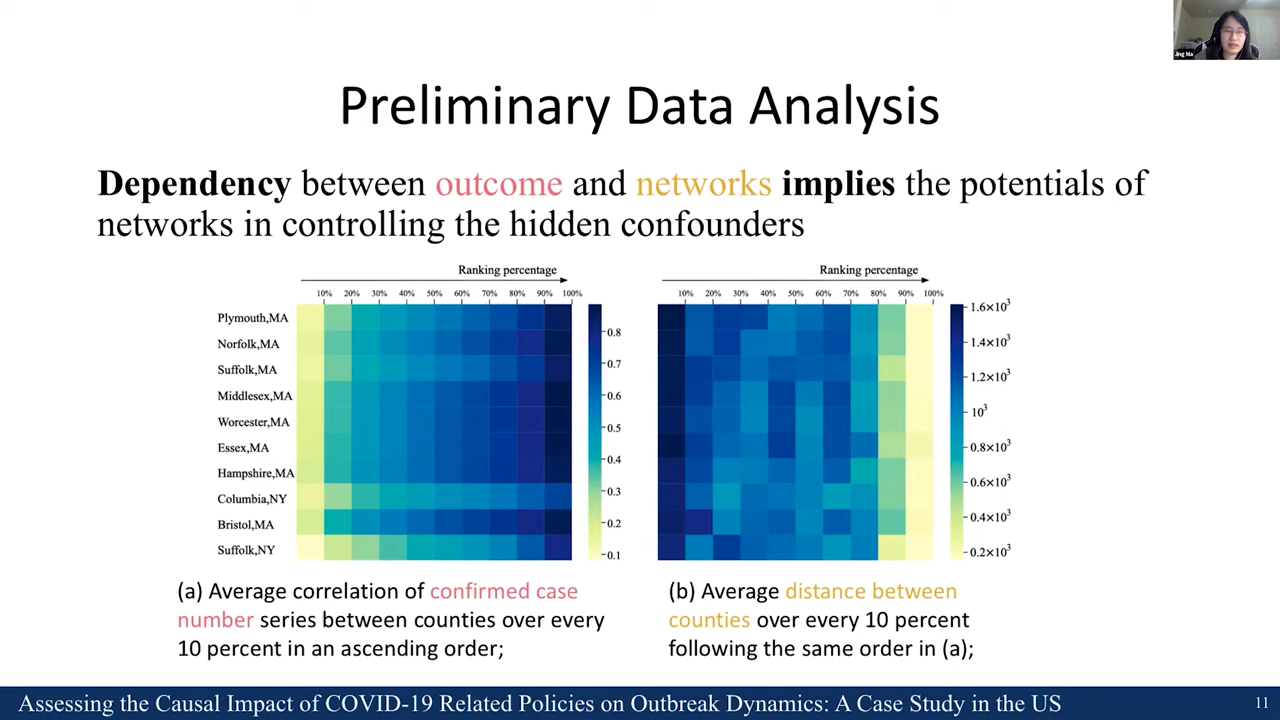 Jing Ma
Preliminary Data Analysis
Dependency between outcome and networks implies the potentials of
networks in controlling the hidden confounders
Ranking percentage
10% 20% 30% 40% 50% 60% 70% 80% 90% 100%
Plymouth,MA
Norfolk,MA
Suffolk,MA
Middlesex,MA
Worcester,MA
Essex,MA
Hampshire,MA
Columbia,NY
Bristol,MA
Suffolk,NY
0.8
0.7
0.6
0.5
0.4
0.3
0.2
0.1
Ranking percentage
10% 20% 30% 40% 50% 60% 70% 80% 90% 100%
1.6×10³
1.4×10³
1.2×10³
10³
0.8×10³
0.6×10³
0.4×10³
0.2×10³
(a) Average correlation of confirmed case
number series between counties over every
10 percent in an ascending order;
(b) Average distance between
counties over every 10 percent
following the same order in (a);
Assessing the Causal Impact of COVID-19 Related Policies on Outbreak Dynamics: A Case Study in the US
11